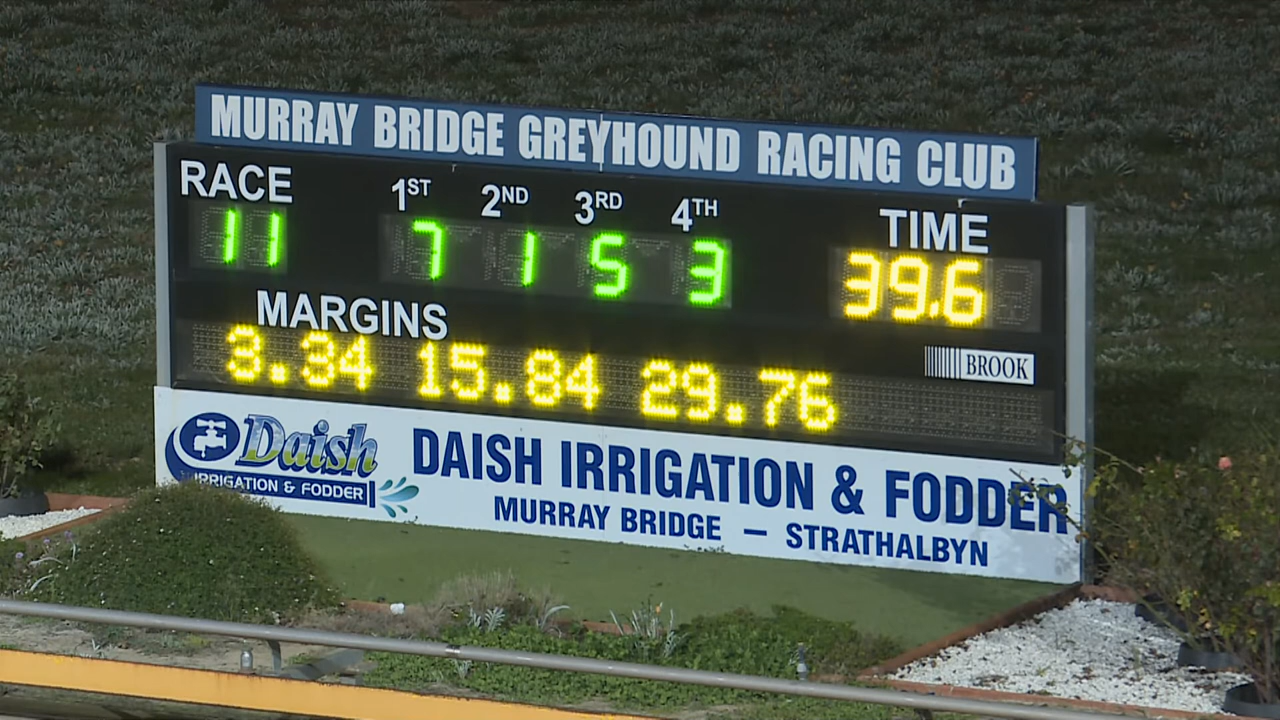 MURRAY BRIDGE GREYHOUND RACING CLUB
RACE 1ST 2ND 3RD 4TH TIME
11 7 1 5 3 39.6
MARGINS
BROOK
3.34 15.84 29.76
Daish
IRRIGATION & FODDER
DAISH IRRIGATION & FODDER
MURRAY BRIDGE — STRATHALBYN